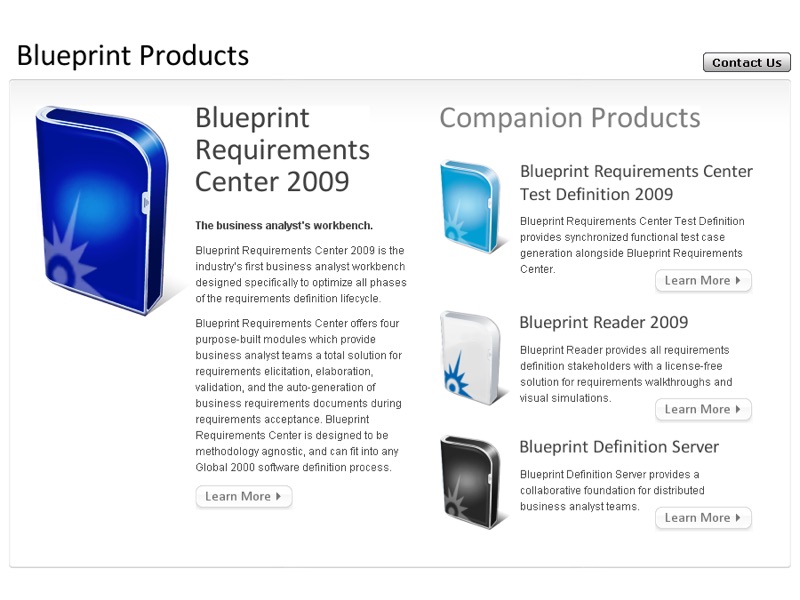 Blueprint Products
Contact Us
Blueprint
Requirements
Center 2009
The business analyst's workbench.
Blueprint Requirements Center 2009 is the
industry's first business analyst workbench
designed specifically to optimize all phases
of the requirements definition lifecycle.
Blueprint Requirements Center offers four
purpose-built modules which provide
business analyst teams a total solution for
requirements elicitation, elaboration,
validation, and the auto-generation of
business requirements documents during
requirements acceptance. Blueprint
Requirements Center is designed to be
methodology agnostic, and can fit into any
Global 2000 software definition process.
Learn More
Companion Products
Blueprint Requirements Center
Test Definition 2009
Blueprint Requirements Center Test Definition
provides synchronized functional test case
generation alongside Blueprint Requirements
Center.
Learn More
Blueprint Reader 2009
Blueprint Reader provides all requirements
definition stakeholders with a license-free
solution for requirements walkthroughs and
visual simulations.
Learn More
Blueprint Definition Server
Blueprint Definition Server provides a
collaborative foundation for distributed
business analyst teams.
Learn More